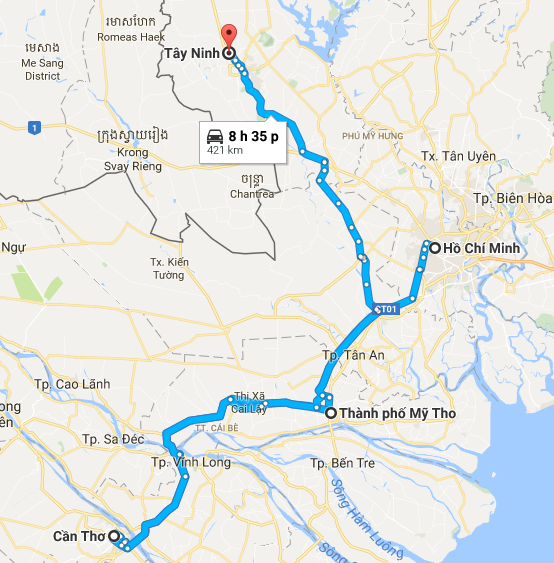 រមាសហែក
Romeas Haek
មេសាង
Me Sang
District
Tây Ninh
1
ក្រុងស្វាយរៀង
Krong
Svay Rieng
8 h 35 p
421 km
PHÚ MỸ HƯNG
Tx. Tân Uyên
ចន្ទ្រា
Chantrea
Tp. Biên Hòa
Ngự
Tx. Kiến
Tường
Hồ Chí Minh
CT01
Tp. Tân An
Tp. Cao Lãnh
Thị Xã
Cai Lậy
Thành phố Mỹ Tho
TT. CÁI BÈ
Tp. Sa Đéc
Tp. Vĩnh Long
Tp. Bến Tre
Sông Hàm Luông
Cần Thơ